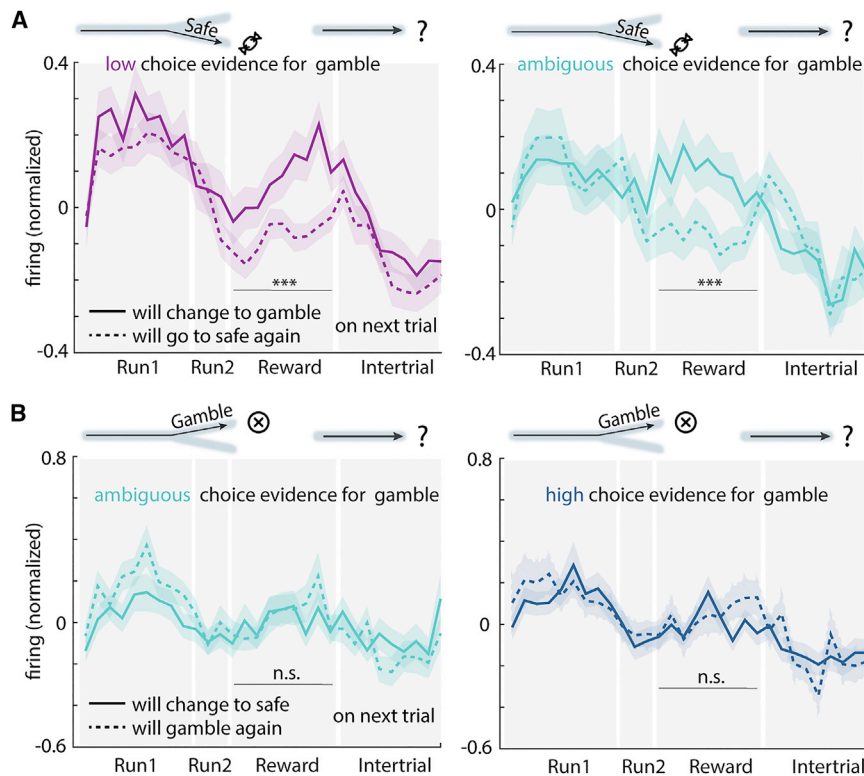 A
Safe
?
Safe
?
low choice evidence for gamble
ambiguous choice evidence for gamble
0.4
0
-0.4
firing (normalized)
***
will change to gamble
will go to safe again
on next trial
Run1 Run2 Reward Intertrial
0.4
0
-0.4
***
Run1 Run2 Reward Intertrial
B
Gamble
?
Gamble
?
ambiguous choice evidence for gamble
high choice evidence for gamble
0.8
0
-0.6
firing (normalized)
n.s.
will change to safe
will gamble again
on next trial
Run1 Run2 Reward Intertrial
0.8
0
-0.6
n.s.
Run1 Run2 Reward Intertrial